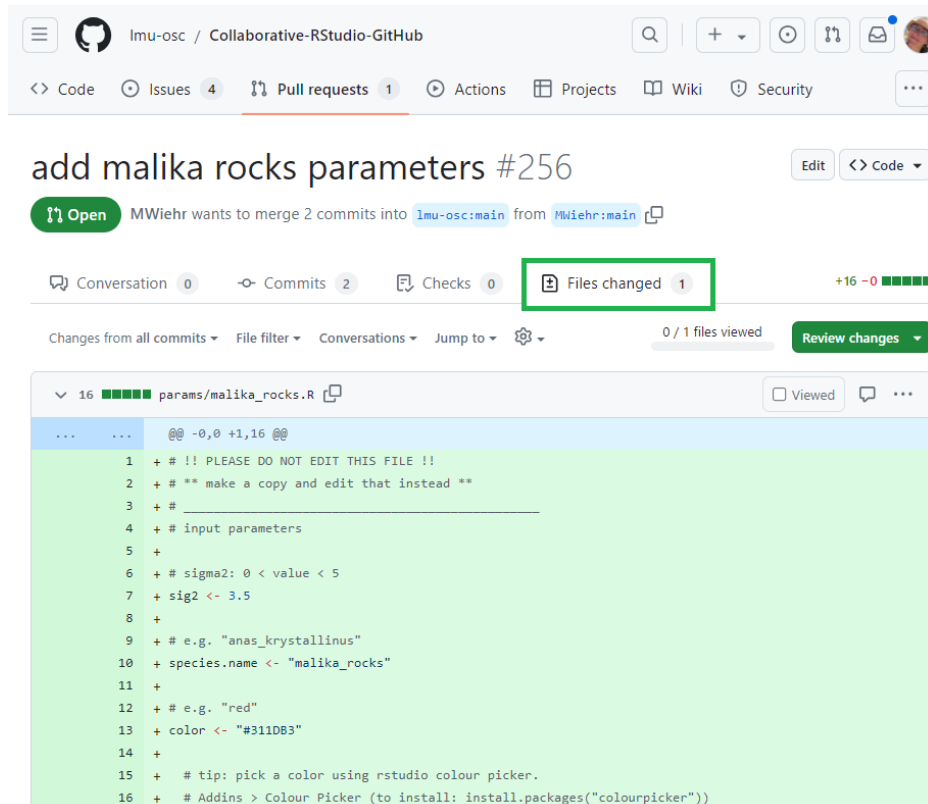 lmu-osc / Collaborative-RStudio-GitHub
Code Issues 4 Pull requests 1 Actions Projects Wiki Security
add malika rocks parameters #256
Edit Code
Open MWiehr wants to merge 2 commits into lmu-osc:main from MWiehr:main
Conversation 0 Commits 2 Checks 0 Files changed 1 +16 −0
Changes from all commits File filter Conversations Jump to 0 / 1 files viewed Review changes
16 params/malika_rocks.R Viewed
... ... @@ -0,0 +1,16 @@
1 + # !! PLEASE DO NOT EDIT THIS FILE !!
2 + # ** make a copy and edit that instead **
3 + # ________________________________________________
4 + # input parameters
5 +
6 + # sigma2: 0 < value < 5
7 + sig2 <- 3.5
8 +
9 + # e.g. "anas_krystallinus"
10 + species.name <- "malika_rocks"
11 +
12 + # e.g. "red"
13 + color <- "#311DB3"
14 +
15 +   # tip: pick a color using rstudio colour picker.
16 +   # Addins > Colour Picker (to install: install.packages("colourpicker"))